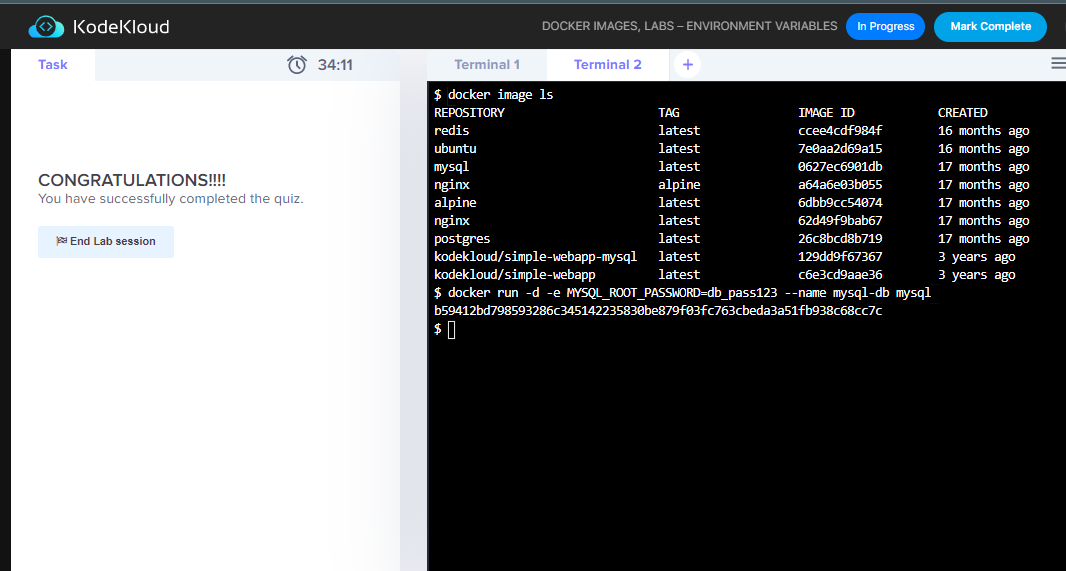 KodeKloud
DOCKER IMAGES, LABS – ENVIRONMENT VARIABLES
In Progress
Mark Complete
Task
34:11
Terminal 1
Terminal 2
+
CONGRATULATIONS!!!!
You have successfully completed the quiz.
End Lab session
$ docker image ls
REPOSITORY TAG IMAGE ID CREATED
redis latest ccee4cdf984f 16 months ago
ubuntu latest 7e0aa2d69a15 16 months ago
mysql latest 0627ec6901db 17 months ago
nginx alpine a64a6e03b055 17 months ago
alpine latest 6dbb9cc54074 17 months ago
nginx latest 62d49f9bab67 17 months ago
postgres latest 26c8bcd8b719 17 months ago
kodekloud/simple-webapp-mysql latest 129dd9f67367 3 years ago
kodekloud/simple-webapp latest c6e3cd9aae36 3 years ago
$ docker run -d -e MYSQL_ROOT_PASSWORD=db_pass123 --name mysql-db mysql
b59412bd798593286c345142235830be879f03fc763cbeda3a51fb938c68cc7c
$